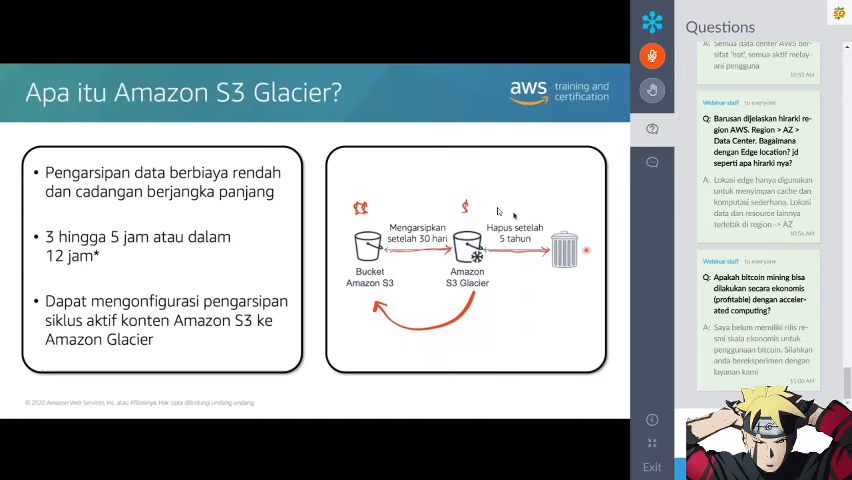 Apa itu Amazon S3 Glacier?
aws training and
certification
• Pengarsipan data berbiaya rendah
dan cadangan berjangka panjang
• 3 hingga 5 jam atau dalam
12 jam*
• Dapat mengonfigurasi pengarsipan
siklus aktif konten Amazon S3 ke
Amazon Glacier
$$
$
Mengarsipkan
setelah 30 hari
Hapus setelah
5 tahun
Bucket
Amazon S3
Amazon
S3 Glacier
© 2020 Amazon Web Services, Inc. atau Afiliasinya. Hak cipta dilindungi undang-undang.
Questions
A: Semua data center AWS ber-
sifat 'hot', semua aktif melay-
ani pengguna
10:53 AM
Webinar staff to everyone
Q: Barusan dijelaskan hirarki re-
gion AWS. Region > AZ >
Data Center. Bagaimana
dengan Edge location? jd
seperti apa hirarki nya?
A: Lokasi edge hanya digunakan
untuk menyimpan cache dan
komputasi sederhana. Lokasi
data dan resource lainnya
terletak di region -> AZ
10:56 AM
Webinar staff to everyone
Q: Apakah bitcoin mining bisa
dilakukan secara ekonomis
(profitable) dengan acceler-
ated computing?
A: Saya belum memiliki rilis re-
smi skala ekonomis untuk
penggunaan bitcoin. Silahkan
anda bereksperimen dengan
layanan kami
11:00 AM
Exit